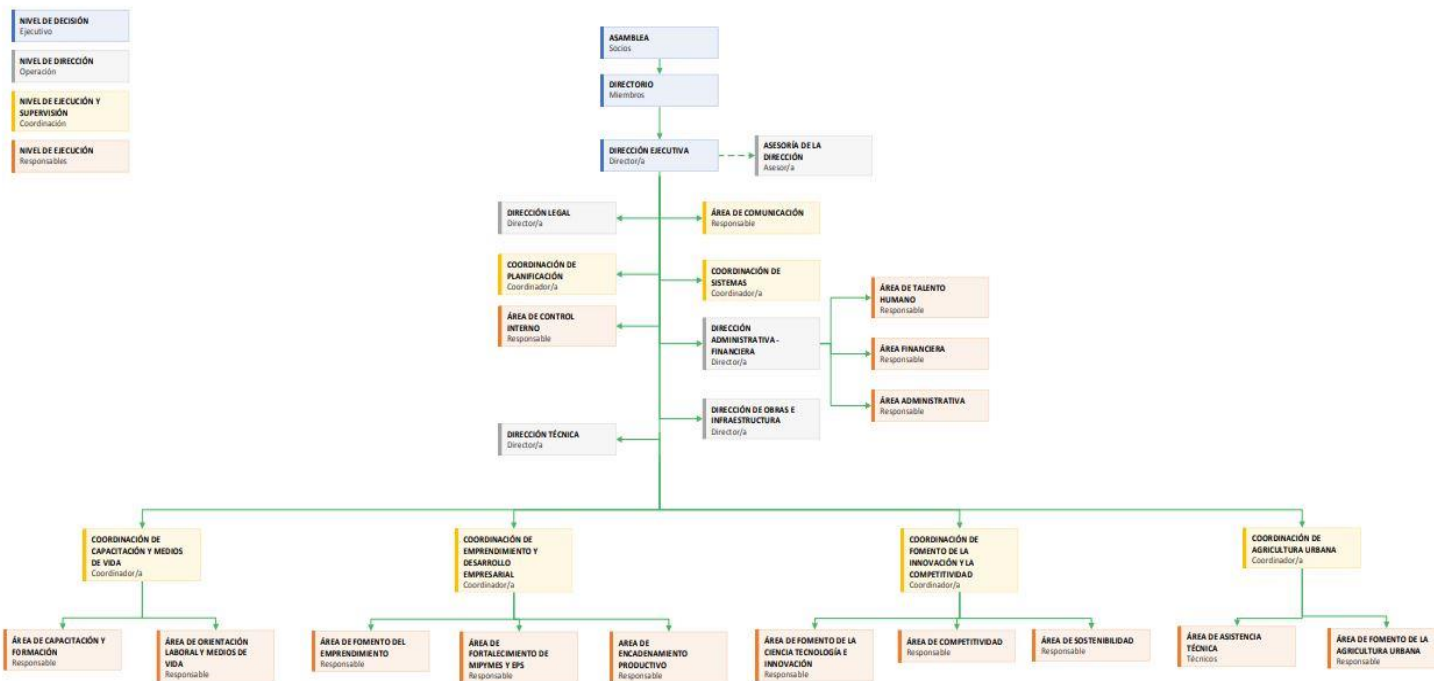 NIVEL DE DECISIÓN
Ejecutivo
NIVEL DE DIRECCIÓN
Operación
NIVEL DE EJECUCIÓN Y
SUPERVISIÓN
Coordinación
NIVEL DE EJECUCIÓN
Responsables
ASAMBLEA
Socios
DIRECTORIO
Miembros
DIRECCIÓN EJECUTIVA
Director/a
ASESORÍA DE LA
DIRECCIÓN
Asesor/a
DIRECCIÓN LEGAL
Director/a
ÁREA DE COMUNICACIÓN
Responsable
COORDINACIÓN DE
PLANIFICACIÓN
Coordinador/a
COORDINACIÓN DE
SISTEMAS
Coordinador/a
ÁREA DE CONTROL
INTERNO
Responsable
DIRECCIÓN
ADMINISTRATIVA -
FINANCIERA
Director/a
ÁREA DE TALENTO
HUMANO
Responsable
ÁREA FINANCIERA
Responsable
ÁREA ADMINISTRATIVA
Responsable
DIRECCIÓN DE OBRAS E
INFRAESTRUCTURA
Director/a
DIRECCIÓN TÉCNICA
Director/a
COORDINACIÓN DE
CAPACITACIÓN Y MEDIOS
DE VIDA
Coordinador/a
COORDINACIÓN DE
EMPRENDIMIENTO Y
DESARROLLO
EMPRESARIAL
Coordinador/a
COORDINACIÓN DE
FOMENTO DE LA
INNOVACIÓN Y LA
COMPETITIVIDAD
Coordinador/a
COORDINACIÓN DE
AGRICULTURA URBANA
Coordinador/a
ÁREA DE CAPACITACIÓN Y
FORMACIÓN
Responsable
ÁREA DE ORIENTACIÓN
LABORAL Y MEDIOS DE
VIDA
Responsable
ÁREA DE FOMENTO DEL
EMPRENDIMIENTO
Responsable
ÁREA DE
FORTALECIMIENTO DE
MIPYMES Y EPS
Responsable
AREA DE
ENCADENAMIENTO
PRODUCTIVO
Responsable
ÁREA DE FOMENTO DE LA
CIENCIA TECNOLOGÍA E
INNOVACIÓN
Responsable
ÁREA DE COMPETITIVIDAD
Responsable
ÁREA DE SOSTENIBILIDAD
Responsable
ÁREA DE ASISTENCIA
TÉCNICA
Técnicos
ÁREA DE FOMENTO DE LA
AGRICULTURA URBANA
Responsable